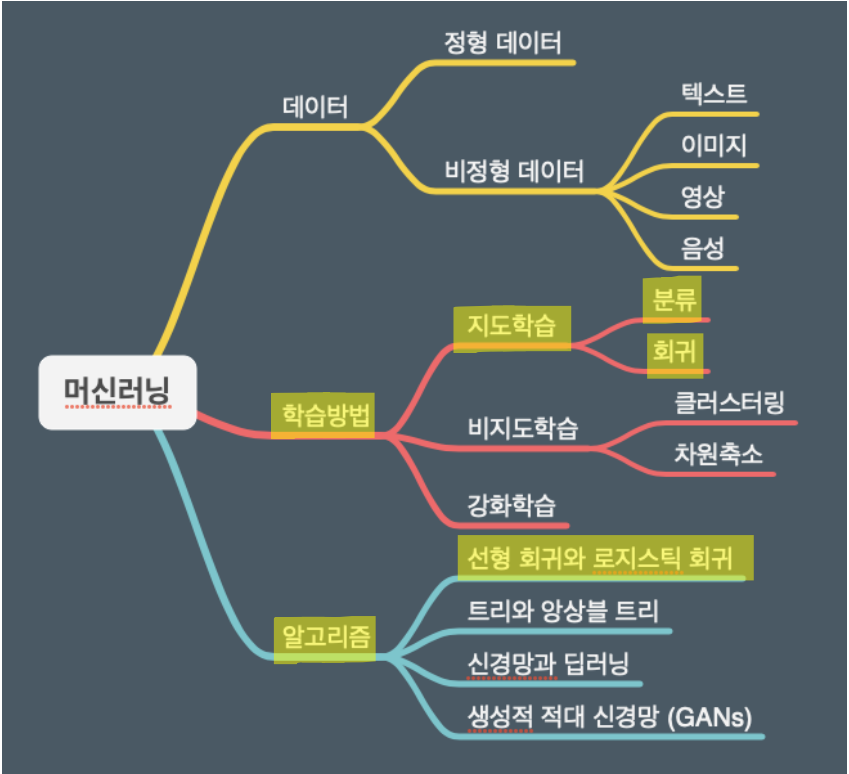 머신러닝
데이터
정형 데이터
비정형 데이터
텍스트
이미지
영상
음성
학습방법
지도학습
분류
회귀
비지도학습
클러스터링
차원축소
강화학습
알고리즘
선형 회귀와 로지스틱 회귀
트리와 앙상블 트리
신경망과 딥러닝
생성적 적대 신경망 (GANs)